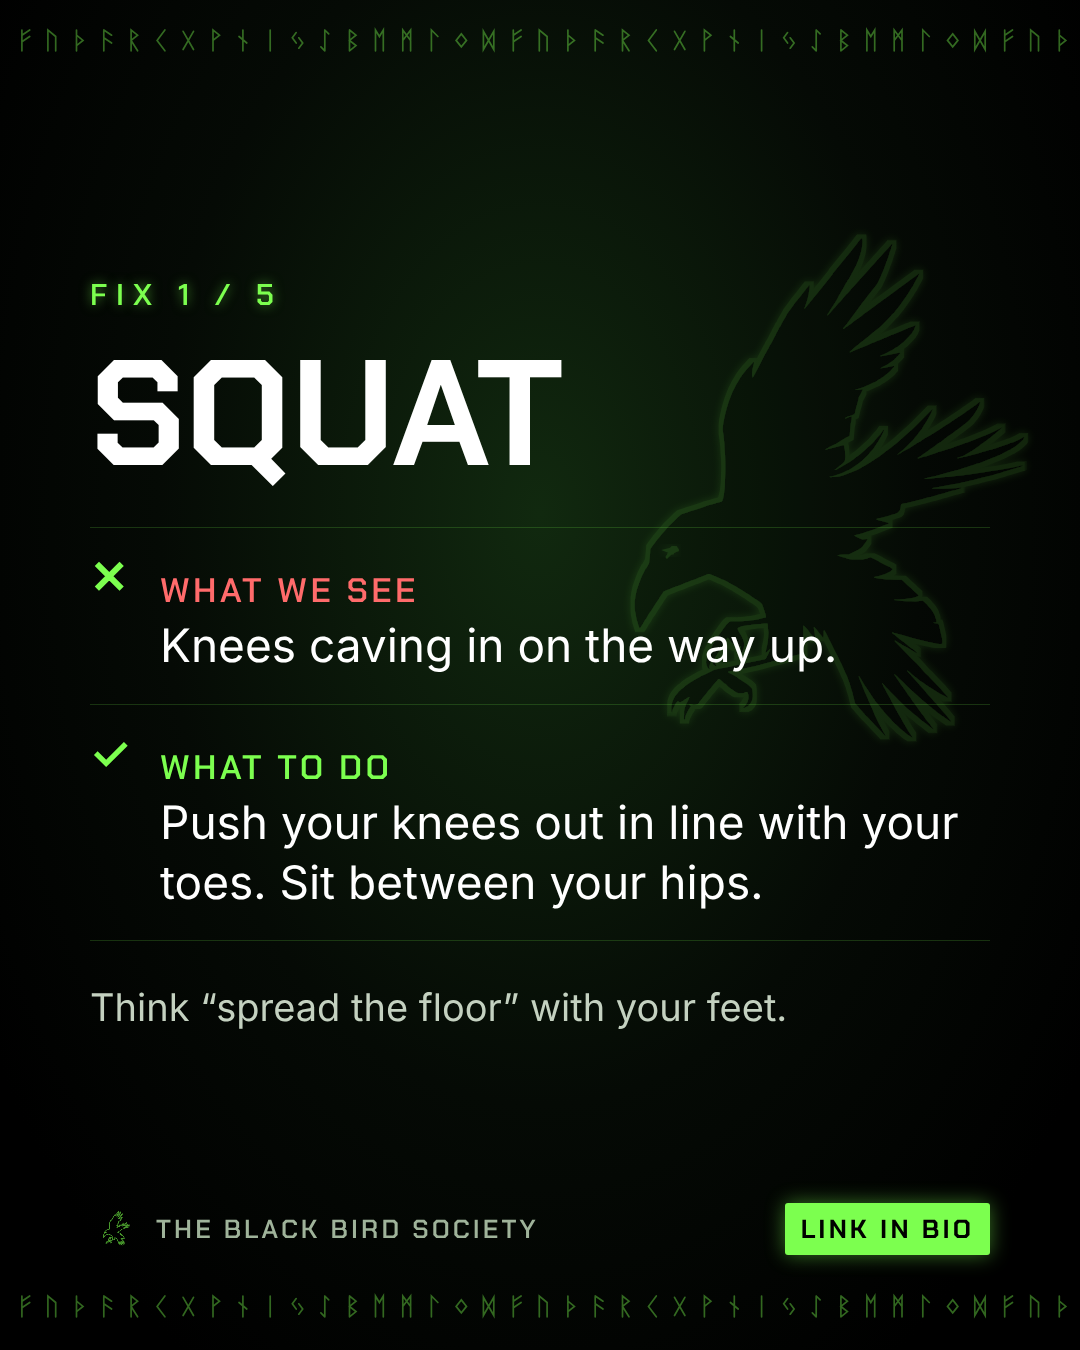 ᚠᚢᚦᚨᚱᚲᚷᚹᚾᛁᛃᛇᛒᛖᛗᛚᛜᛞᚠᚢᚦᚨᚱᚲᚷᚹᚾᛁᛃᛇᛒᛖᛗᛚᛜᛞᚠᚢᚦ
FIX 1 / 5
SQUAT
✕ WHAT WE SEE
Knees caving in on the way up.
✓ WHAT TO DO
Push your knees out in line with your
toes. Sit between your hips.
Think “spread the floor” with your feet.
THE BLACK BIRD SOCIETY
LINK IN BIO
ᚠᚢᚦᚨᚱᚲᚷᚹᚾᛁᛃᛇᛒᛖᛗᛚᛜᛞᚠᚢᚦᚨᚱᚲᚷᚹᚾᛁᛃᛇᛒᛖᛗᛚᛜᛞᚠᚢᚦ